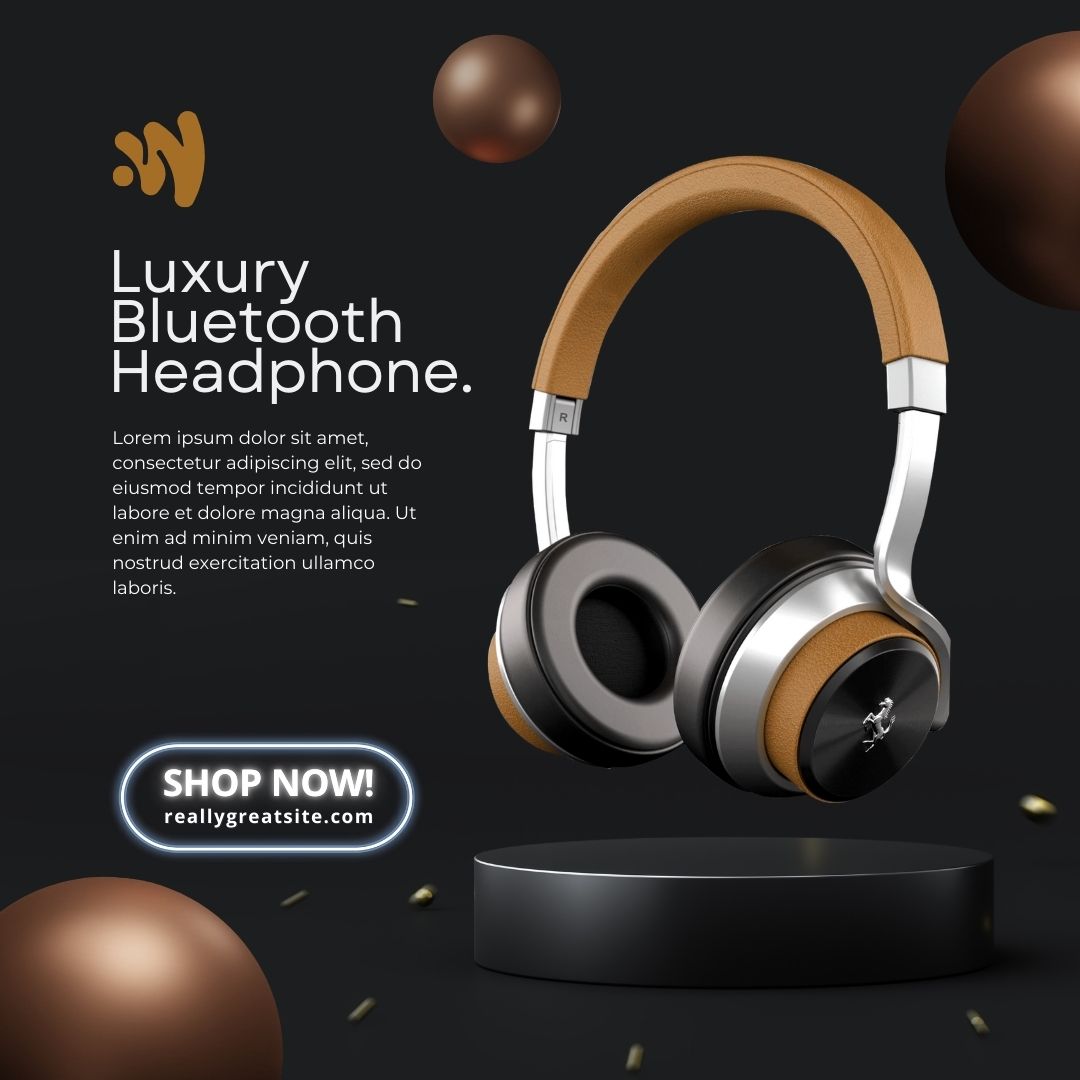 Luxury
Bluetooth
Headphone.
Lorem ipsum dolor sit amet,
consectetur adipiscing elit, sed do
eiusmod tempor incididunt ut
labore et dolore magna aliqua. Ut
enim ad minim veniam, quis
nostrud exercitation ullamco
laboris.
R
SHOP NOW!
reallygreatsite.com